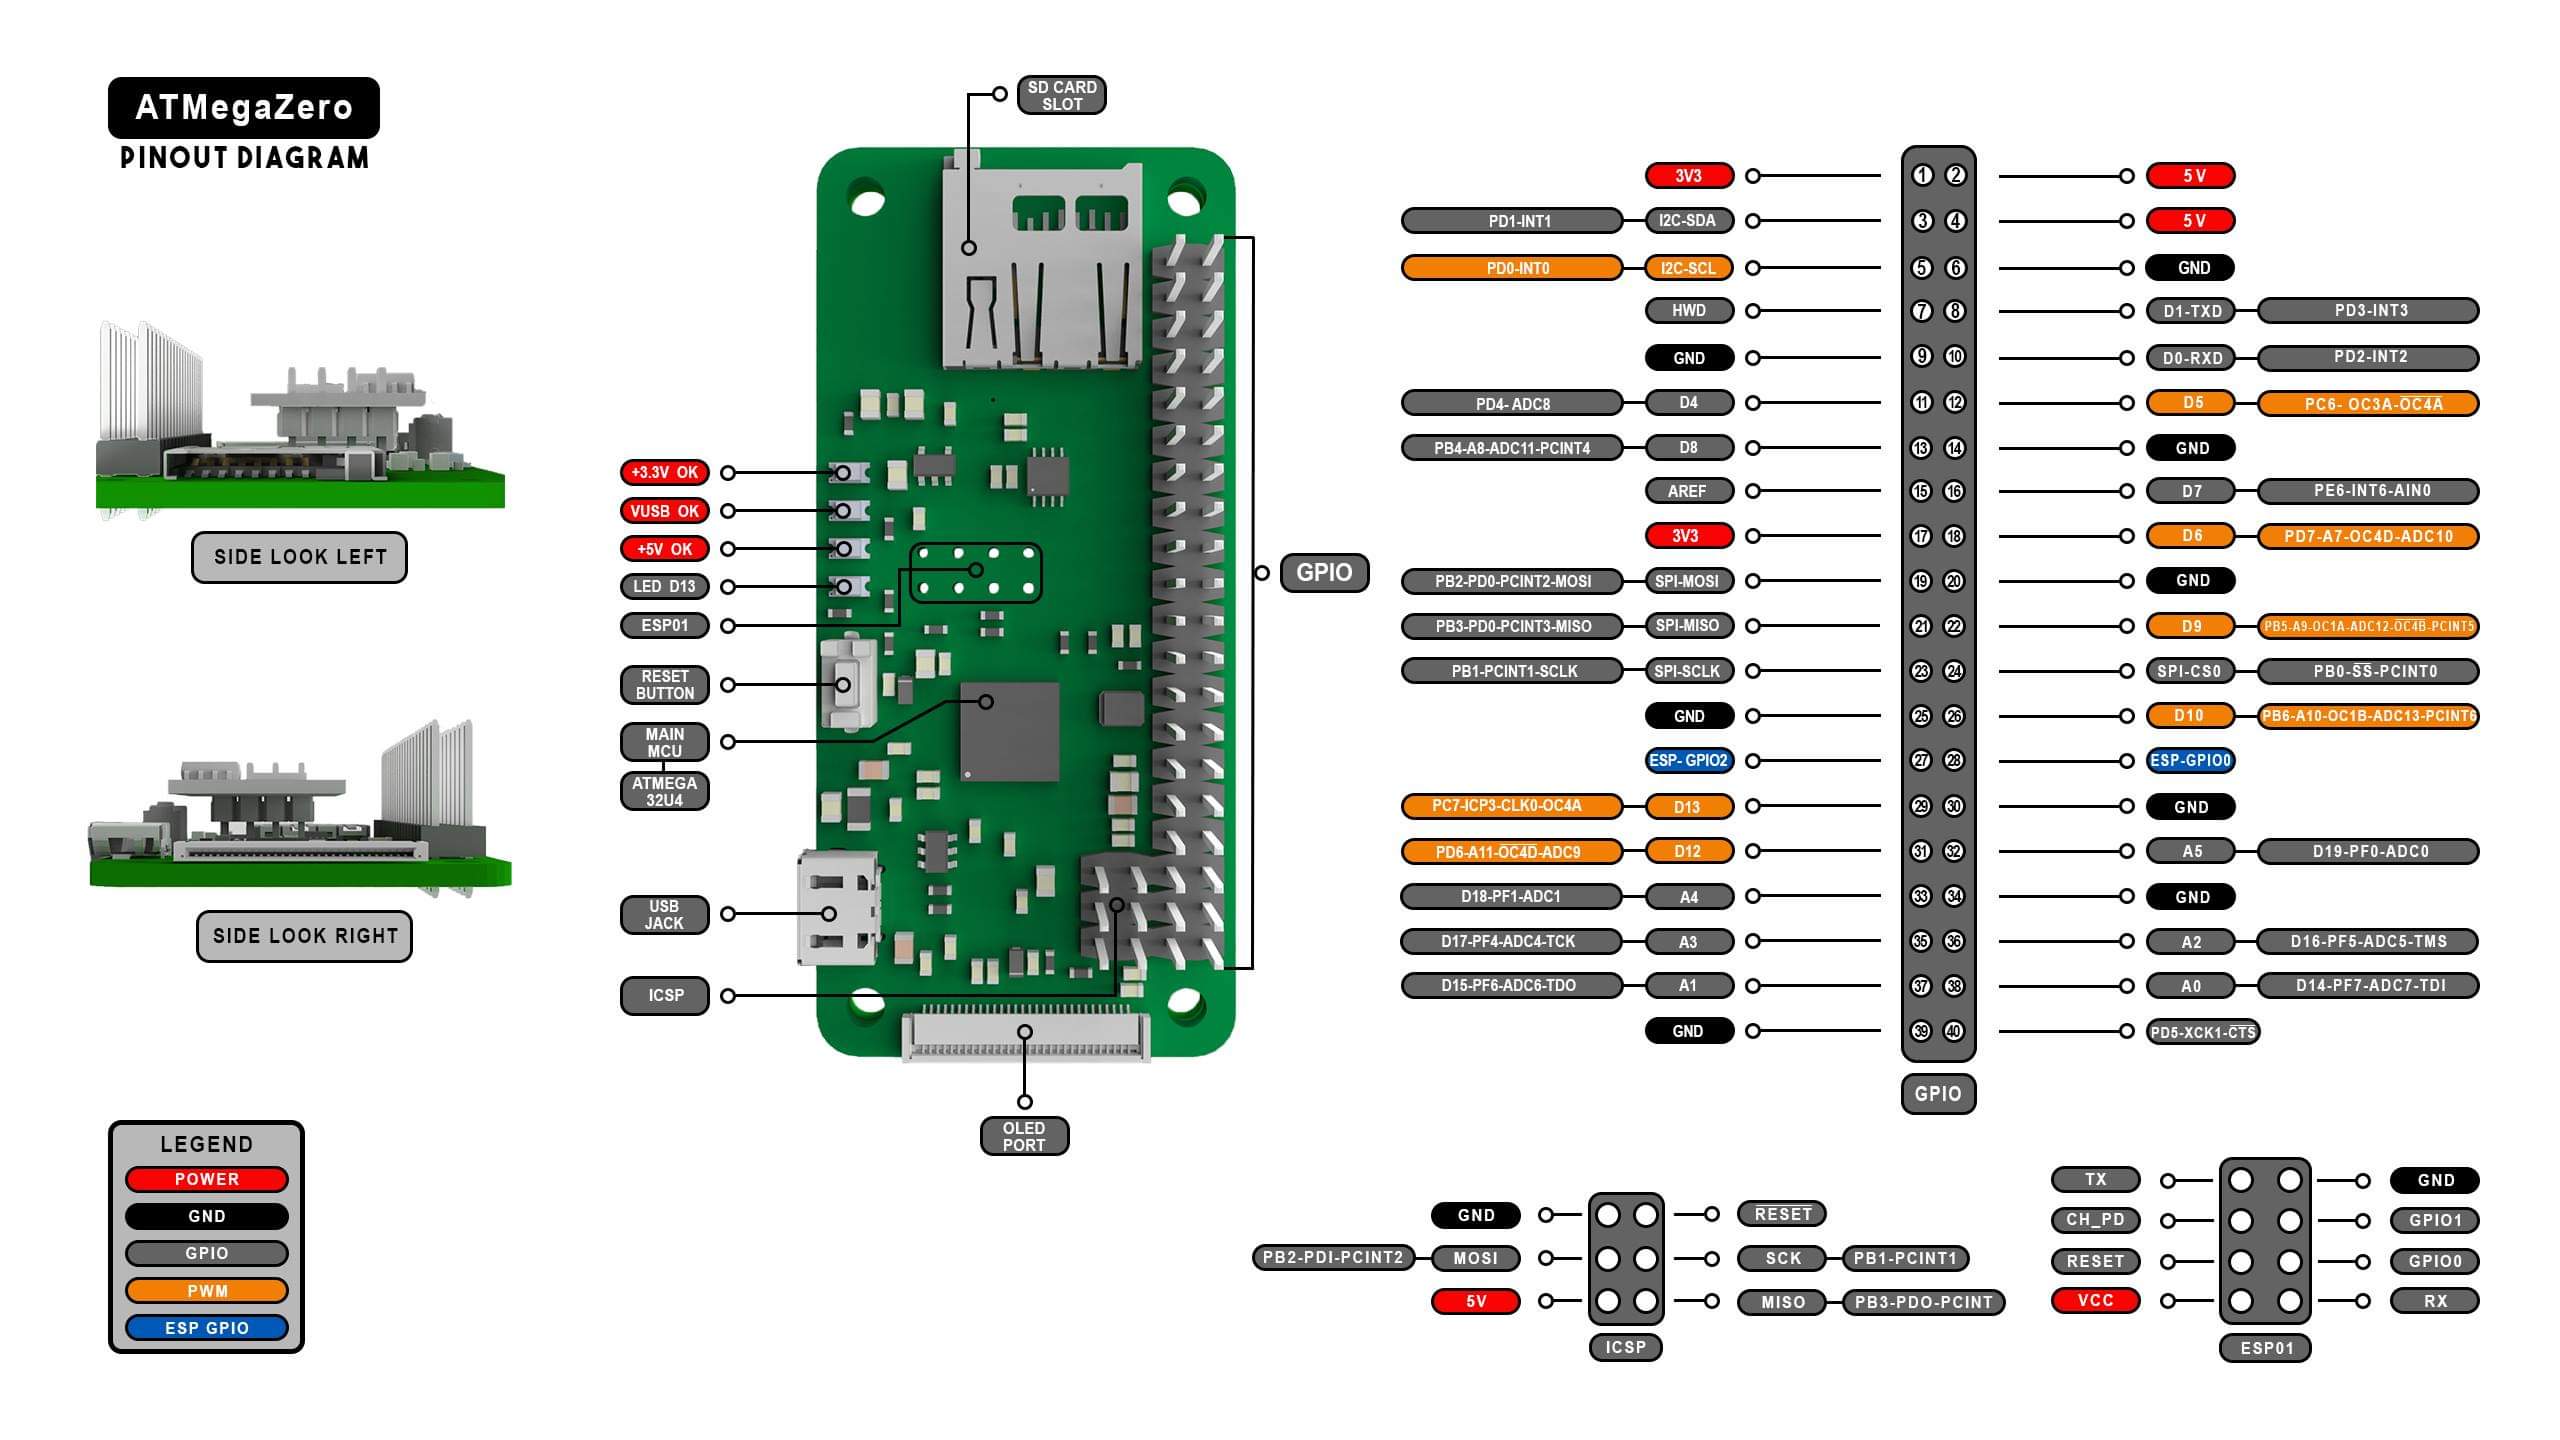 ATMegaZero
PINOUT DIAGRAM
SIDE LOOK LEFT
SIDE LOOK RIGHT
LEGEND
POWER
GND
GPIO
PWM
ESP GPIO
SD CARD
SLOT
+3.3V OK
VUSB OK
+5V OK
LED D13
ESP01
RESET
BUTTON
MAIN
MCU
ATMEGA
32U4
USB
JACK
ICSP
OLED
PORT
GPIO
3V3 1 2 5 V
PD1-INT1 I2C-SDA 3 4 5 V
PD0-INT0 I2C-SCL 5 6 GND
HWD 7 8 D1-TXD PD3-INT3
GND 9 10 D0-RXD PD2-INT2
PD4- ADC8 D4 11 12 D5 PC6- OC3A-O̅C̅4̅A̅
PB4-A8-ADC11-PCINT4 D8 13 14 GND
AREF 15 16 D7 PE6-INT6-AIN0
3V3 17 18 D6 PD7-A7-OC4D-ADC10
PB2-PD0-PCINT2-MOSI SPI-MOSI 19 20 GND
PB3-PD0-PCINT3-MISO SPI-MISO 21 22 D9 PB5-A9-OC1A-ADC12-O̅C̅4̅B̅-PCINT5
PB1-PCINT1-SCLK SPI-SCLK 23 24 SPI-CS0 PB0-S̅S̅-PCINT0
GND 25 26 D10 PB6-A10-OC1B-ADC13-PCINT6
ESP- GPIO2 27 28 ESP-GPIO0
PC7-ICP3-CLK0-OC4A D13 29 30 GND
PD6-A11-O̅C̅4̅D̅-ADC9 D12 31 32 A5 D19-PF0-ADC0
D18-PF1-ADC1 A4 33 34 GND
D17-PF4-ADC4-TCK A3 35 36 A2 D16-PF5-ADC5-TMS
D15-PF6-ADC6-TDO A1 37 38 A0 D14-PF7-ADC7-TDI
GND 39 40 PD5-XCK1-C̅T̅S̅
GPIO
GND R̅E̅S̅E̅T̅
PB2-PDI-PCINT2 MOSI SCK PB1-PCINT1
5V MISO PB3-PDO-PCINT
ICSP
TX GND
CH_PD GPIO1
RESET GPIO0
VCC RX
ESP01